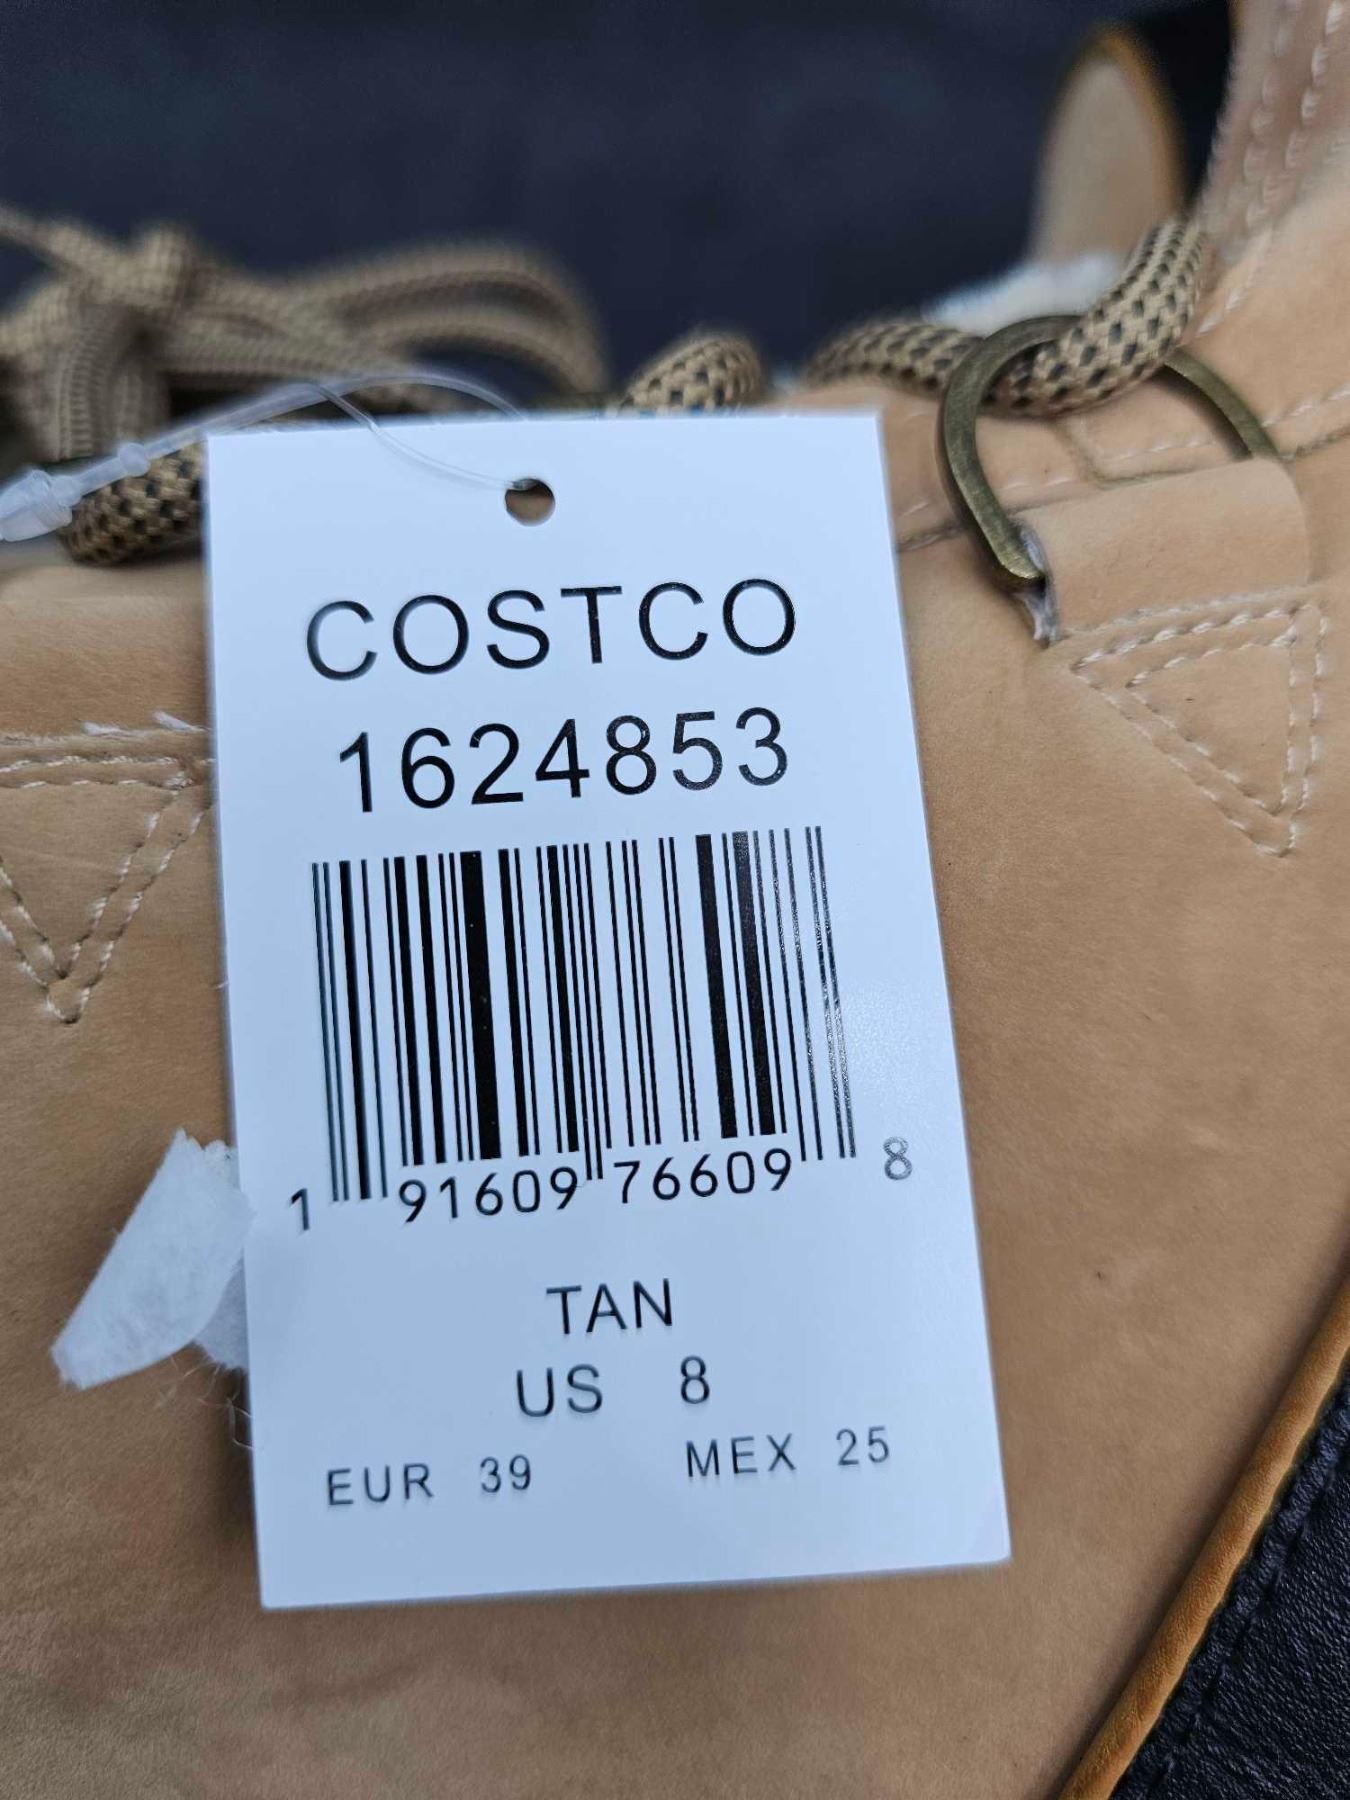 COSTCO
1624853
1 91609 76609 8
TAN
US 8
EUR 39 MEX 25